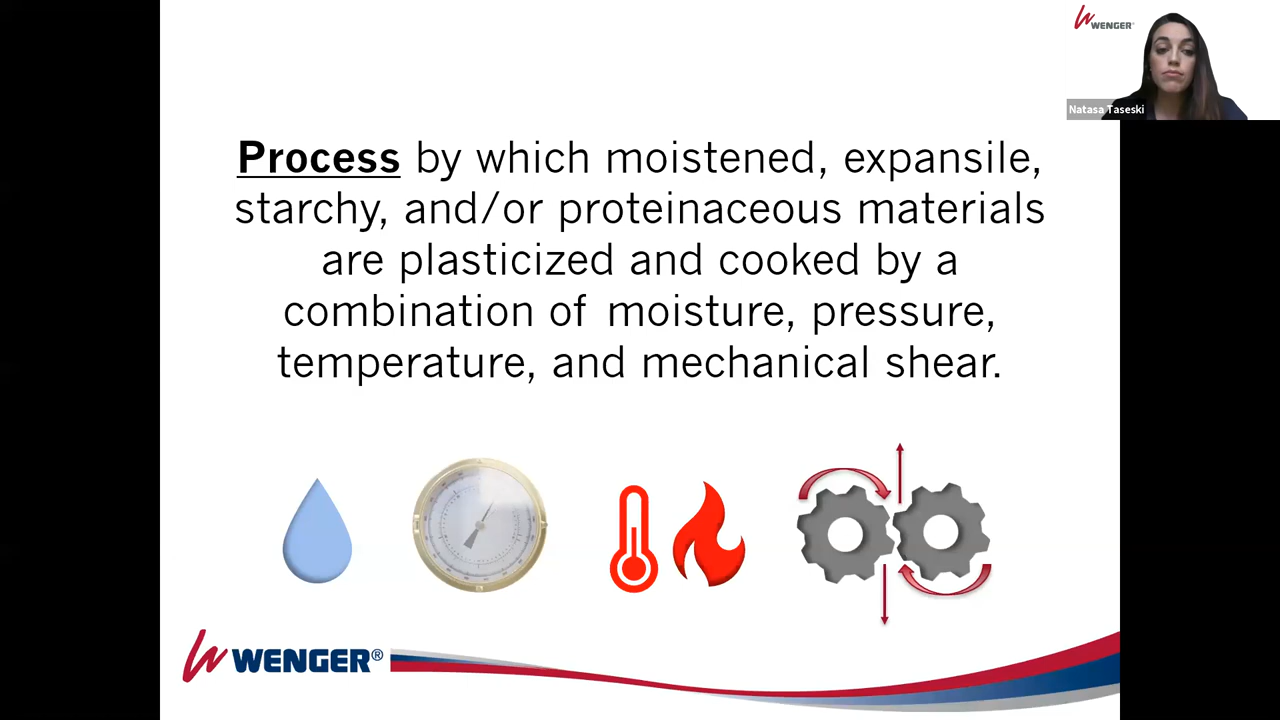 WENGER®
Natasa Taseski
Process by which moistened, expansile,
starchy, and/or proteinaceous materials
are plasticized and cooked by a
combination of moisture, pressure,
temperature, and mechanical shear.
WENGER®